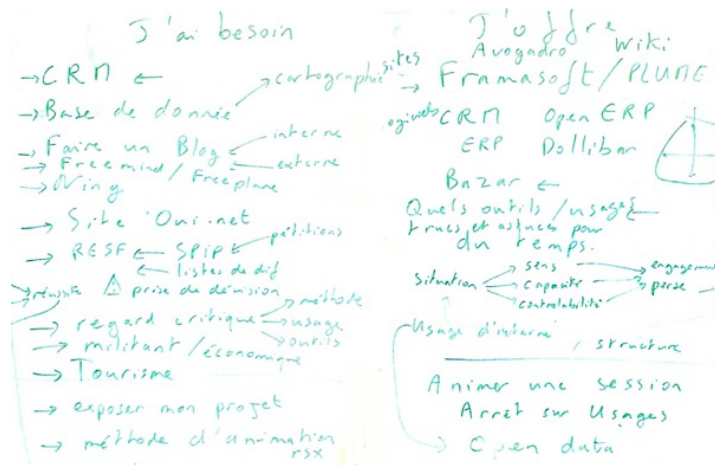 J'ai besoin
→ CRM ←
cartographie
→ Base de donnée
→ Faire un Blog
interne
externe
→ Freemind / Freeplane
→ Ning
→ Site Oui.net
→ RESF ← SPIP
pétitions
listes de dif
réussite ⚠ prise de décision
→ regard critique
méthode
usage
outils
→ militant / économique
→ Tourisme
→ exposer mon projet
→ méthode d'animation
rsx
J'offre
Avogadro Wiki
sites
→ Framasoft / PLUME
logiciels CRM Open ERP
ERP Dollibar
Bazar ←
Quels outils / usages
trucs et astuces pour
du temps.
situation
sens
capacité
controlabilité
engagement
perse
Usage d'interne
/ structure
Animer une session
Arrêt sur Usages
Open data